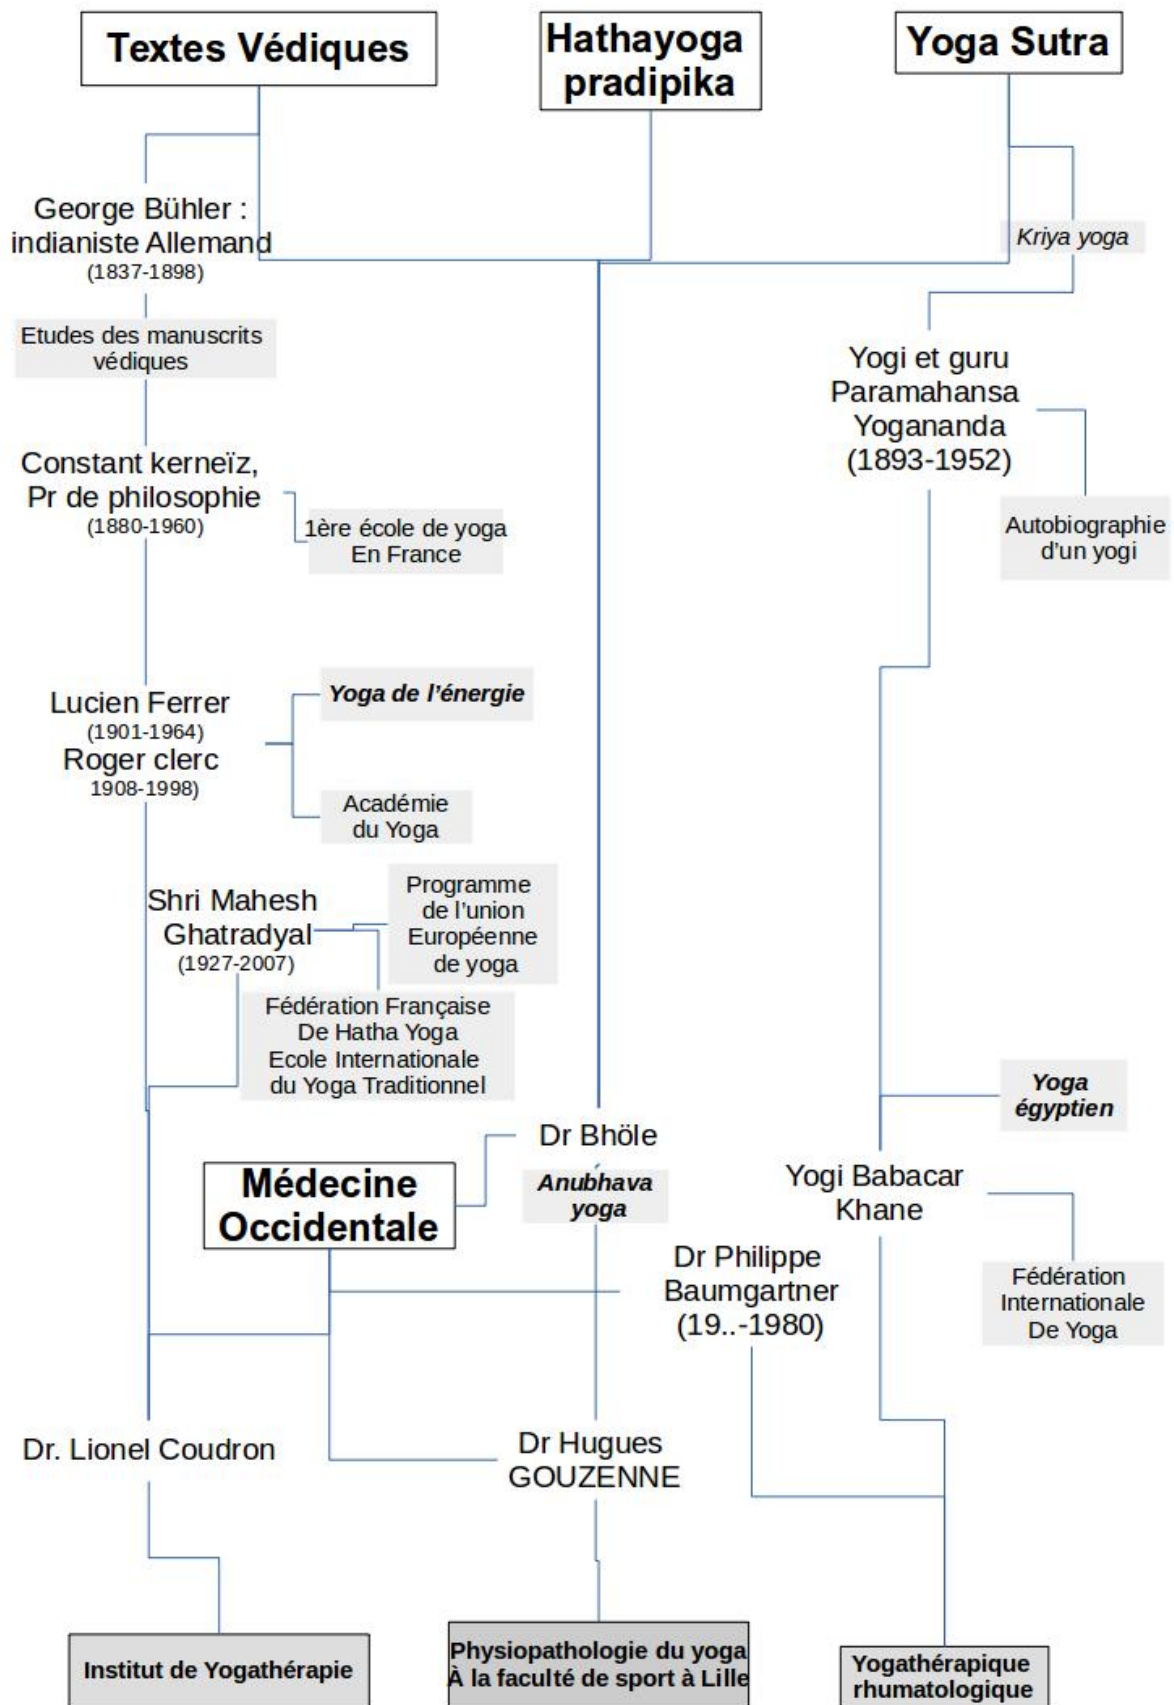 Textes Védiques
Hathayoga
pradipika
Yoga Sutra
George Bühler :
indianiste Allemand
(1837-1898)
Kriya yoga
Etudes des manuscrits
védiques
Yogi et guru
Paramahansa
Yogananda
(1893-1952)
Constant kerneïz,
Pr de philosophie
(1880-1960)
1ère école de yoga
En France
Autobiographie
d’un yogi
Lucien Ferrer
(1901-1964)
Roger clerc
1908-1998)
Yoga de l’énergie
Académie
du Yoga
Shri Mahesh
Ghatradyal
(1927-2007)
Programme
de l’union
Européenne
de yoga
Fédération Française
De Hatha Yoga
Ecole Internationale
du Yoga Traditionnel
Yoga
égyptien
Dr Bhöle
Médecine
Occidentale
Anubhava
yoga
Yogi Babacar
Khane
Dr Philippe
Baumgartner
(19..-1980)
Fédération
Internationale
De Yoga
Dr. Lionel Coudron
Dr Hugues
GOUZENNE
Institut de Yogathérapie
Physiopathologie du yoga
À la faculté de sport à Lille
Yogathérapique
rhumatologique